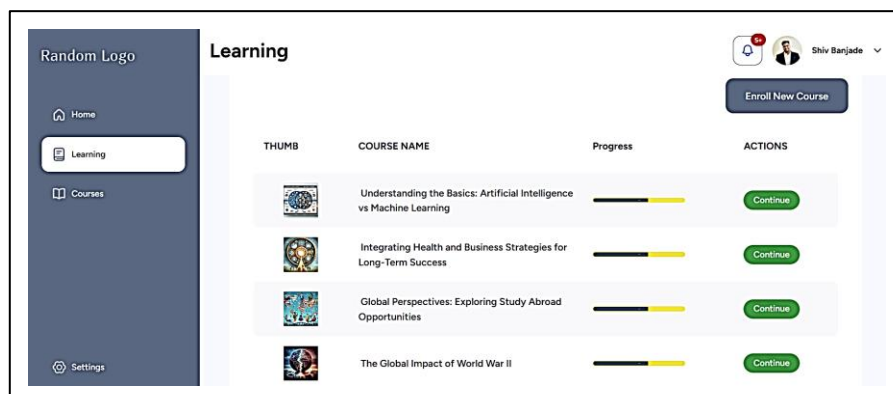 Random Logo
Learning
5+
Shiv Banjade
Home
Enroll New Course
Learning
THUMB COURSE NAME Progress ACTIONS
Courses
Understanding the Basics: Artificial Intelligence
vs Machine Learning
Continue
Integrating Health and Business Strategies for
Long-Term Success
Continue
Global Perspectives: Exploring Study Abroad
Opportunities
Continue
The Global Impact of World War II
Continue
Settings